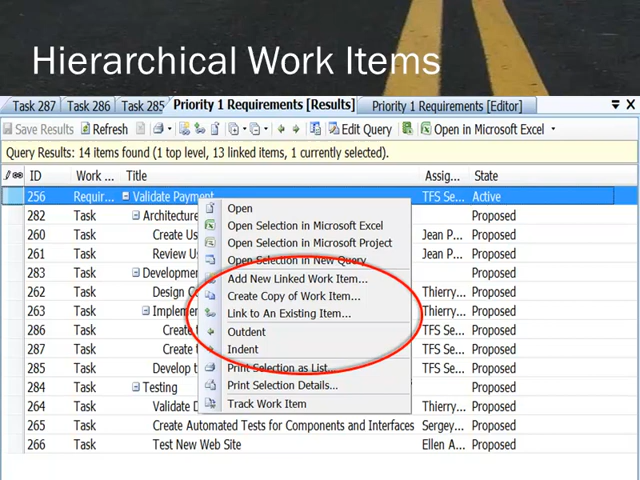 Hierarchical Work Items
Task 287 Task 286 Task 285 Priority 1 Requirements [Results] Priority 1 Requirements [Editor]
Save Results Refresh Edit Query Open in Microsoft Excel
Query Results: 14 items found (1 top level, 13 linked items, 1 currently selected).
ID Work ... Title Assig... State
256 Requir... Validate Payment TFS Se... Active
282 Task Architecture Proposed
260 Task Create Us Jean P... Proposed
261 Task Review Us Jean P... Proposed
283 Task Developmen Proposed
262 Task Design Co Thierry... Proposed
263 Task Implemen Thierry... Proposed
286 Task Create t TFS Se... Proposed
287 Task Create t TFS Se... Proposed
285 Task Develop te TFS Se... Proposed
284 Task Testing Proposed
264 Task Validate D Thierry... Proposed
265 Task Create Automated Tests for Components and Interfaces Sergey... Proposed
266 Task Test New Web Site Ellen A... Proposed
Open
Open Selection in Microsoft Excel
Open Selection in Microsoft Project
Open Selection in New Query
Add New Linked Work Item...
Create Copy of Work Item...
Link to An Existing Item...
Outdent
Indent
Print Selection as List...
Print Selection Details...
Track Work Item